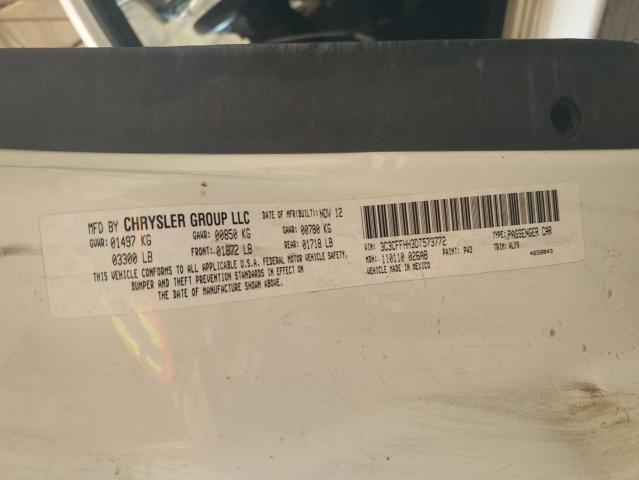 MFD BY CHRYSLER GROUP LLC DATE OF MFR(BUILT): NOV 12
GVWR: 01497 KG GAWR: 00850 KG GAWR: 00780 KG
03300 LB FRONT: 01872 LB REAR: 01718 LB
THIS VEHICLE CONFORMS TO ALL APPLICABLE U.S.A. FEDERAL MOTOR VEHICLE SAFETY,
BUMPER AND THEFT PREVENTION STANDARDS IN EFFECT ON
THE DATE OF MANUFACTURE SHOWN ABOVE.
VIN: 3C3CFFHH3DT573772 TYPE: PASSENGER CAR
MDH: 110110 026AB PAINT: PW3 TRIM: ALX9
VEHICLE MADE IN MEXICO 4650843